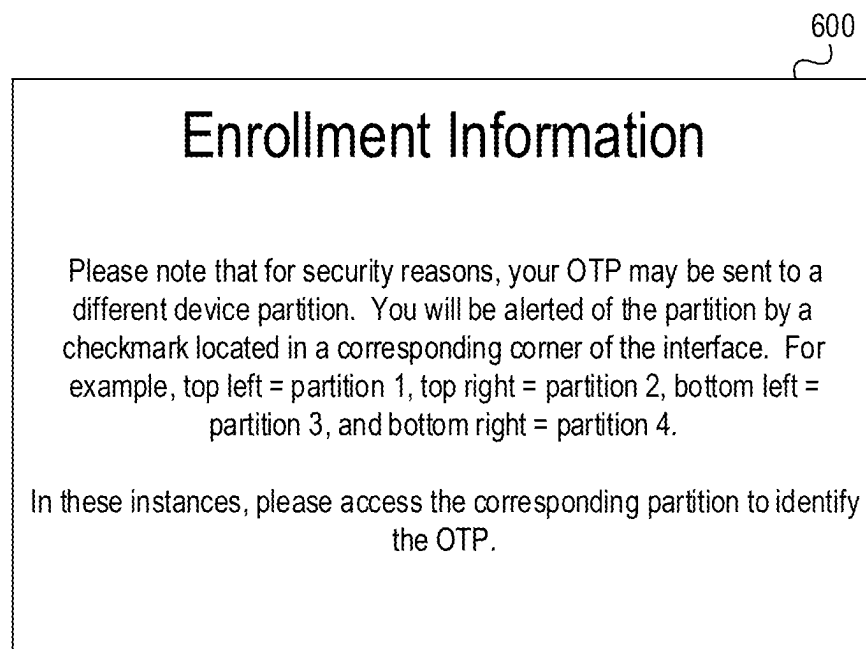 600
Enrollment Information
Please note that for security reasons, your OTP may be sent to a
different device partition. You will be alerted of the partition by a
checkmark located in a corresponding corner of the interface. For
example, top left = partition 1, top right = partition 2, bottom left =
partition 3, and bottom right = partition 4.
In these instances, please access the corresponding partition to identify
the OTP.